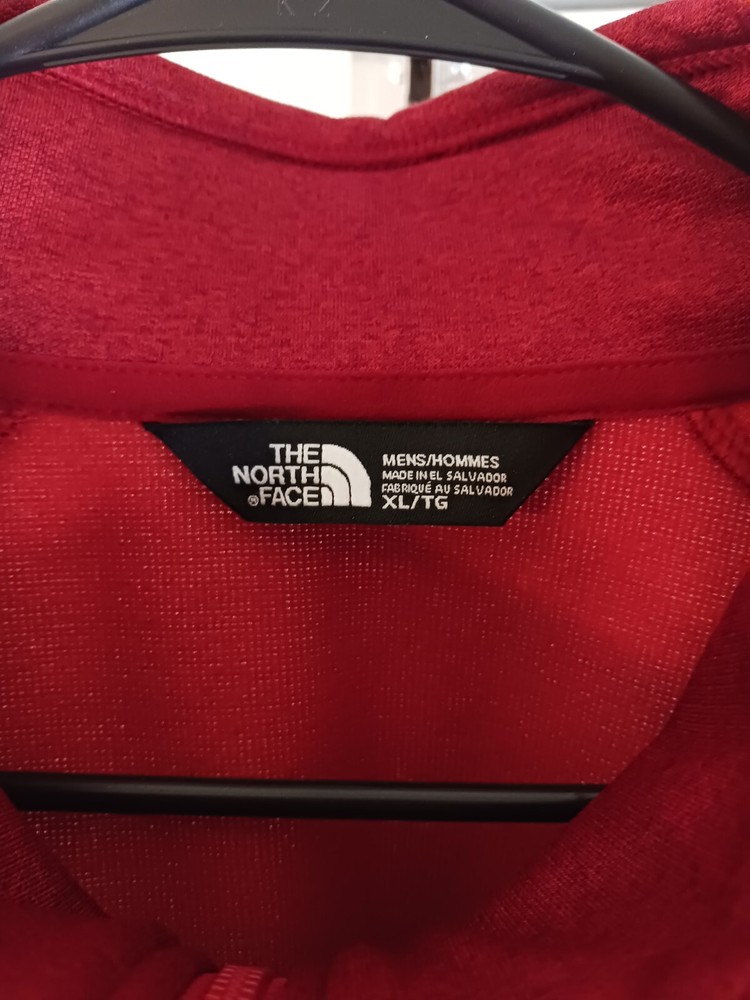 THE
NORTH
®FACE
MENS/HOMMES
MADE IN EL SALVADOR
FABRIQUÉ AU SALVADOR
XL/TG